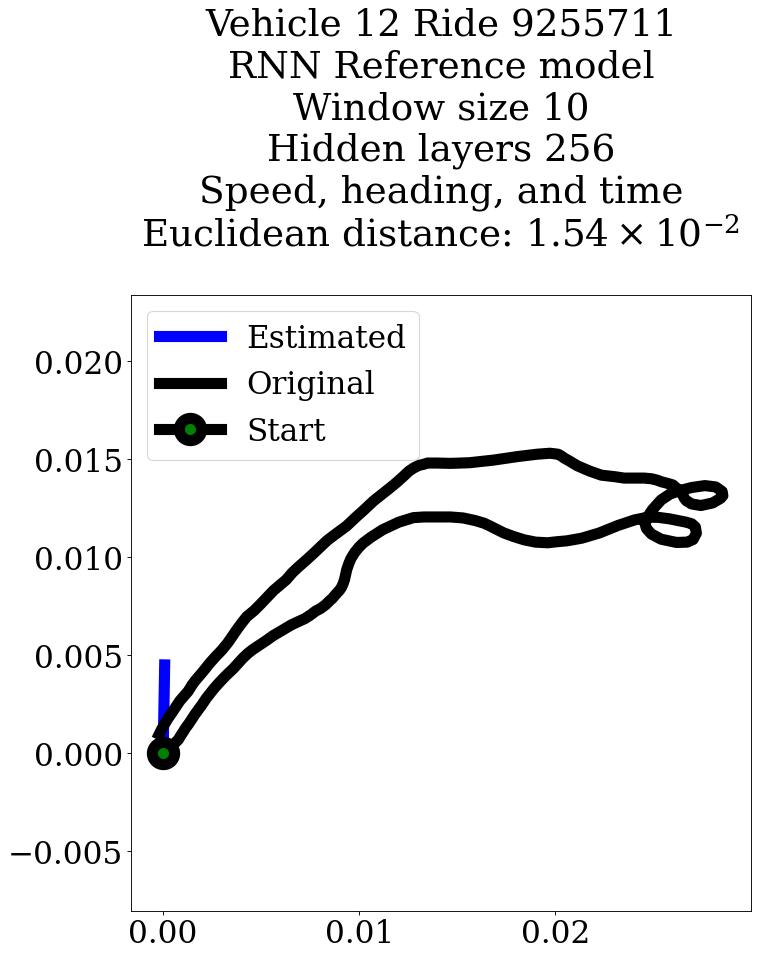 Vehicle 12 Ride 9255711
RNN Reference model
Window size 10
Hidden layers 256
Speed, heading, and time
Euclidean distance: 1.54 × 10⁻²
Estimated
Original
Start
0.020
0.015
0.010
0.005
0.000
−0.005
0.00 0.01 0.02